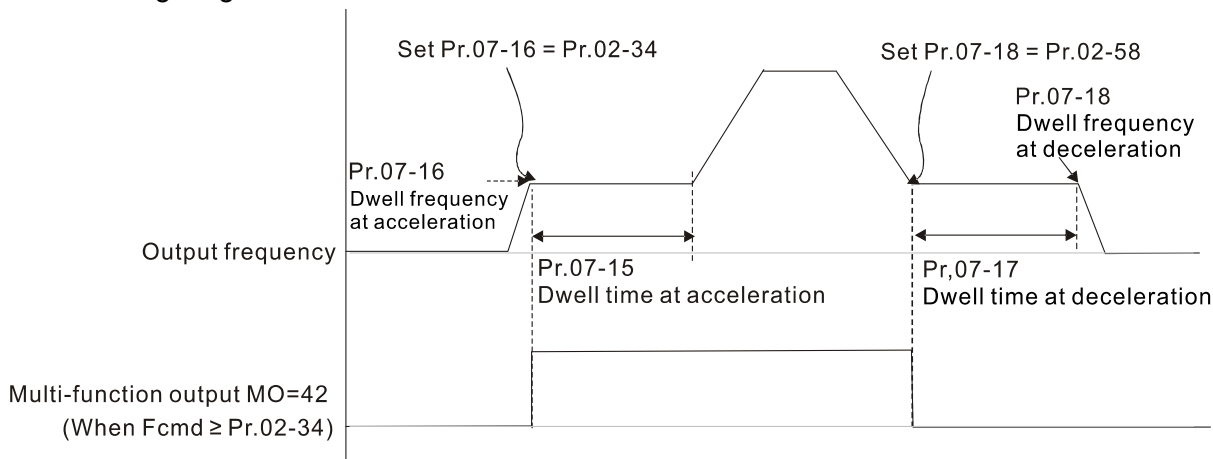 Set Pr.07-16 = Pr.02-34
Set Pr.07-18 = Pr.02-58
Pr.07-18
Dwell frequency
at deceleration
Pr.07-16
Dwell frequency
at acceleration
Output frequency
Pr.07-15
Dwell time at acceleration
Pr,07-17
Dwell time at deceleration
Multi-function output MO=42
(When Fcmd ≥ Pr.02-34)